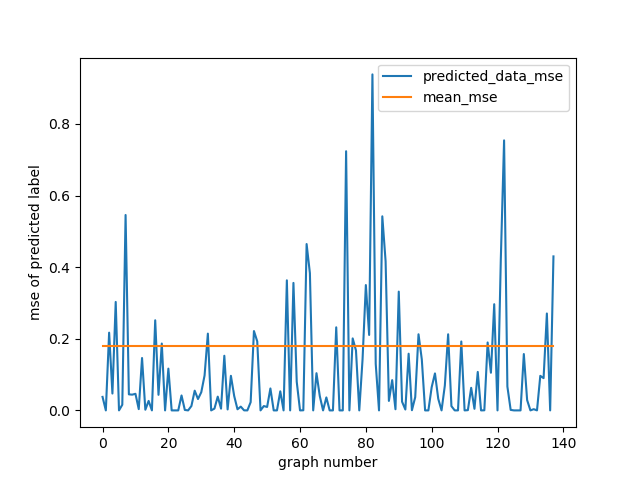 predicted_data_mse
mean_mse
mse of predicted label
0.8
0.6
0.4
0.2
0.0
0 20 40 60 80 100 120 140
graph number